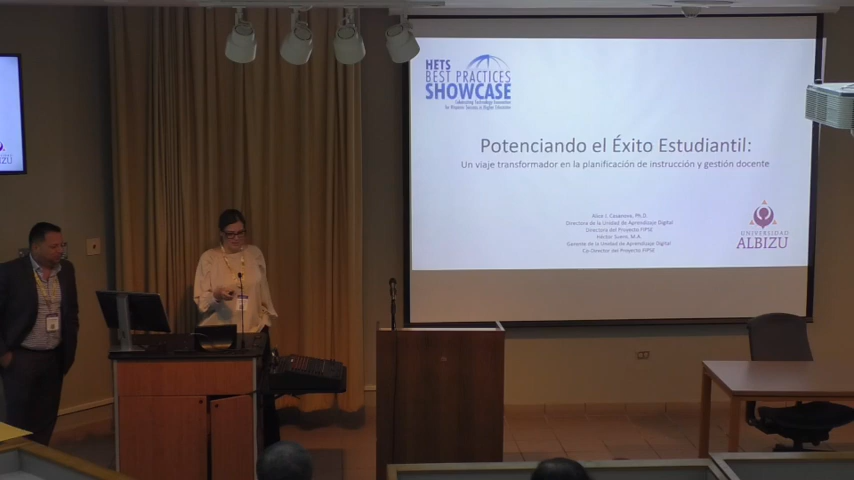 HETS
BEST PRACTICES
SHOWCASE
Potenciando el Éxito Estudiantil:
Un viaje transformador en la planificación de instrucción y gestión docente
Alice J. Casanova, Ph.D.
Directora de la Unidad de Aprendizaje Digital
Directora del Proyecto FIPSE
Héctor Suero, M.A.
Gerente de la Unidad de Aprendizaje Digital
Co-Director del Proyecto FIPSE
UNIVERSIDAD
ALBIZU